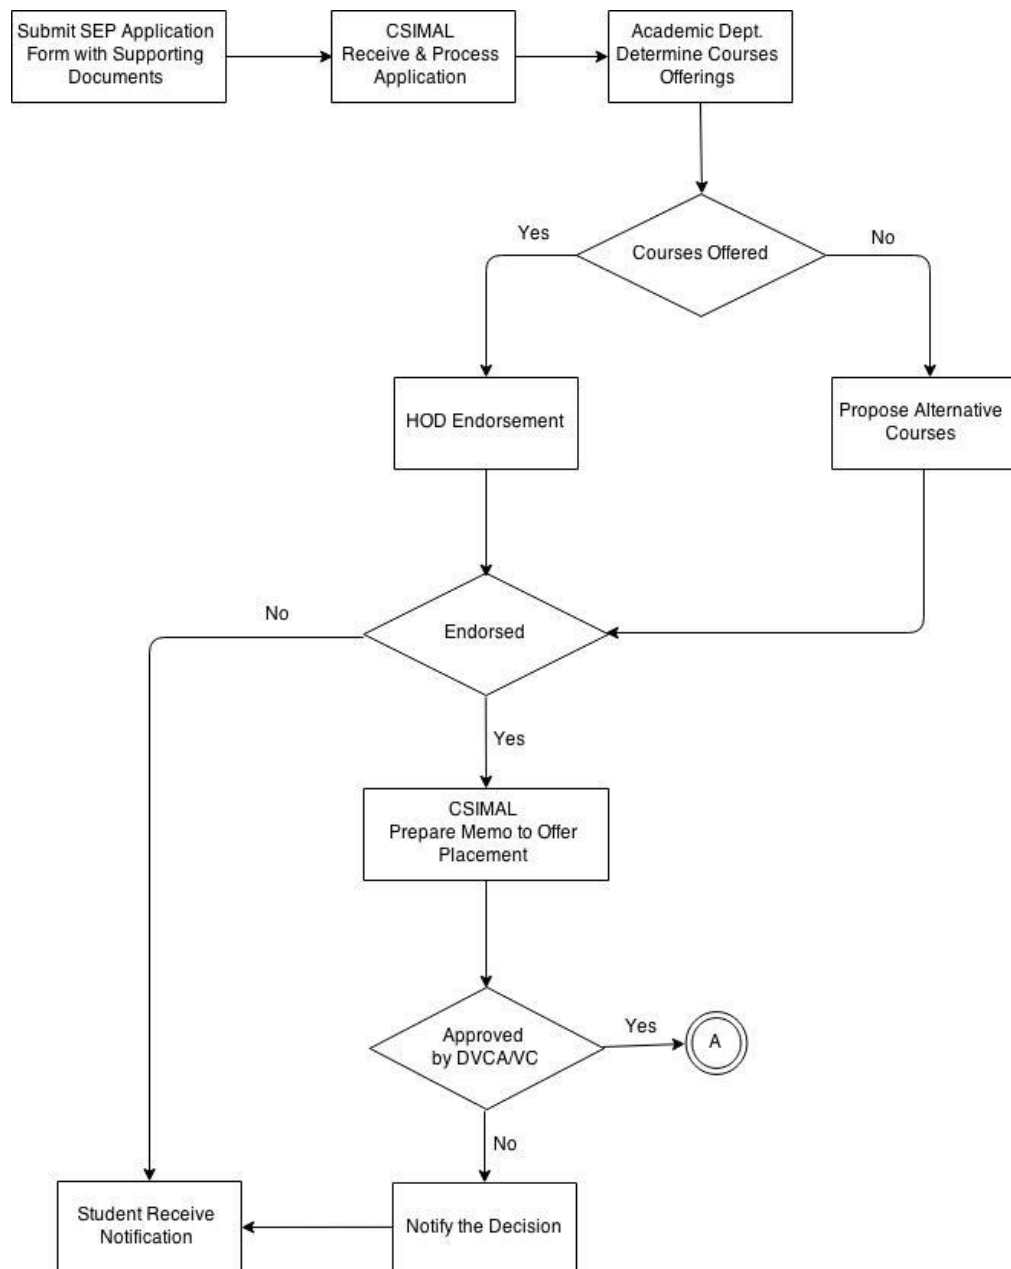 Submit SEP Application
Form with Supporting
Documents
CSIMAL
Receive & Process
Application
Academic Dept.
Determine Courses
Offerings
Yes
Courses Offered
No
HOD Endorsement
Propose Alternative
Courses
No
Endorsed
Yes
CSIMAL
Prepare Memo to Offer
Placement
Approved
by DVCA/VC
Yes
A
No
Student Receive
Notification
Notify the Decision